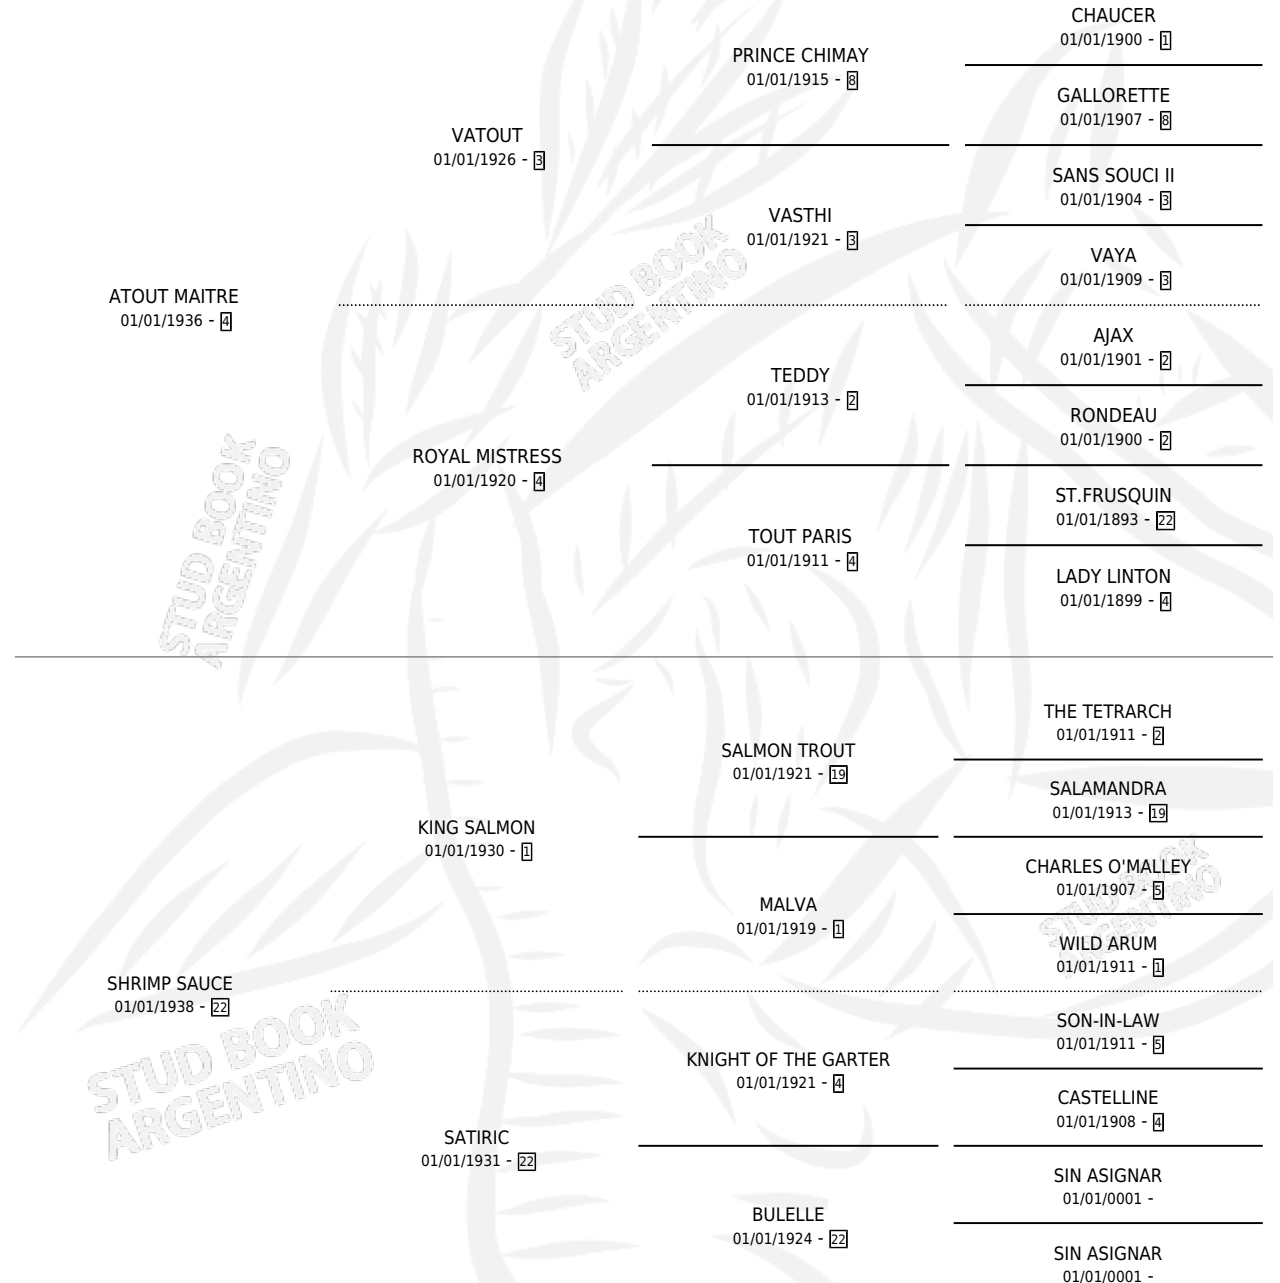 CHAUCER
01/01/1900 - 1
PRINCE CHIMAY
01/01/1915 - 8
GALLORETTE
01/01/1907 - 8
VATOUT
01/01/1926 - 3
SANS SOUCI II
01/01/1904 - 3
VASTHI
01/01/1921 - 3
VAYA
01/01/1909 - 3
ATOUT MAITRE
01/01/1936 - 4
AJAX
01/01/1901 - 2
TEDDY
01/01/1913 - 2
RONDEAU
01/01/1900 - 2
ROYAL MISTRESS
01/01/1920 - 4
ST.FRUSQUIN
01/01/1893 - 22
TOUT PARIS
01/01/1911 - 4
LADY LINTON
01/01/1899 - 4
THE TETRARCH
01/01/1911 - 2
SALMON TROUT
01/01/1921 - 19
SALAMANDRA
01/01/1913 - 19
KING SALMON
01/01/1930 - 1
CHARLES O'MALLEY
01/01/1907 - 5
MALVA
01/01/1919 - 1
WILD ARUM
01/01/1911 - 1
SHRIMP SAUCE
01/01/1938 - 22
SON-IN-LAW
01/01/1911 - 5
KNIGHT OF THE GARTER
01/01/1921 - 4
CASTELLINE
01/01/1908 - 4
SATIRIC
01/01/1931 - 22
SIN ASIGNAR
01/01/0001 -
BULELLE
01/01/1924 - 22
SIN ASIGNAR
01/01/0001 -
STUD BOOK
ARGENTINO
STUD BOOK
ARGENTINO
STUD BOOK
ARGENTINO
STUD BOOK
ARGENTINO